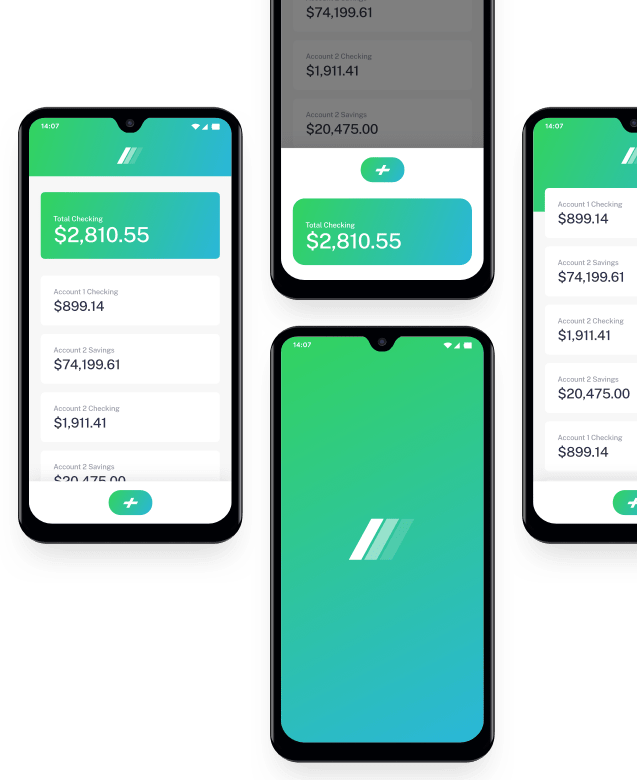 14:07
Total Checking
$2,810.55
Account 1 Checking
$899.14
Account 2 Savings
$74,199.61
Account 2 Checking
$1,911.41
Account 2 Savings
$20,475.00
$74,199.61
Account 2 Checking
$1,911.41
Account 2 Savings
$20,475.00
Total Checking
$2,810.55
14:07
14:07
Account 1 Checking
$899.14
Account 2 Savings
$74,199.61
Account 2 Checking
$1,911.41
Account 2 Savings
$20,475.00
Account 1 Checking
$899.14